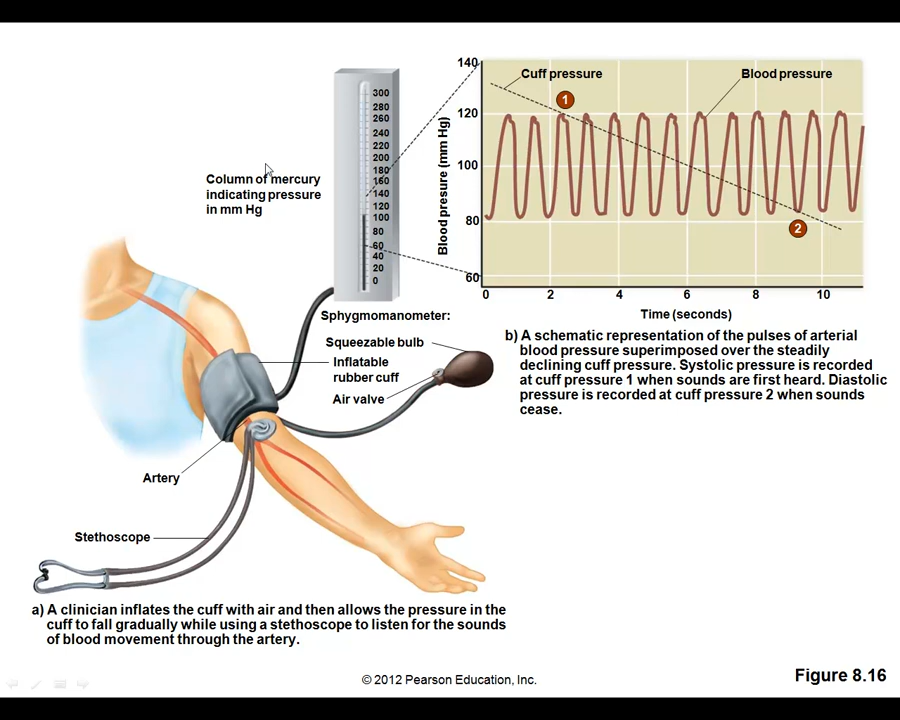 140
Cuff pressure
Blood pressure
1
300
280
260
240
220
200
180
160
140
120
100
80
60
40
20
0
120
100
80
60
Blood presure (mm Hg)
2
0
2
4
6
8
10
Time (seconds)
Column of mercury
indicating pressure
in mm Hg
Sphygmomanometer:
Squeezable bulb
Inflatable
rubber cuff
Air valve
b) A schematic representation of the pulses of arterial
blood pressure superimposed over the steadily
declining cuff pressure. Systolic pressure is recorded
at cuff pressure 1 when sounds are first heard. Diastolic
pressure is recorded at cuff pressure 2 when sounds
cease.
Artery
Stethoscope
a) A clinician inflates the cuff with air and then allows the pressure in the
cuff to fall gradually while using a stethoscope to listen for the sounds
of blood movement through the artery.
© 2012 Pearson Education, Inc.
Figure 8.16